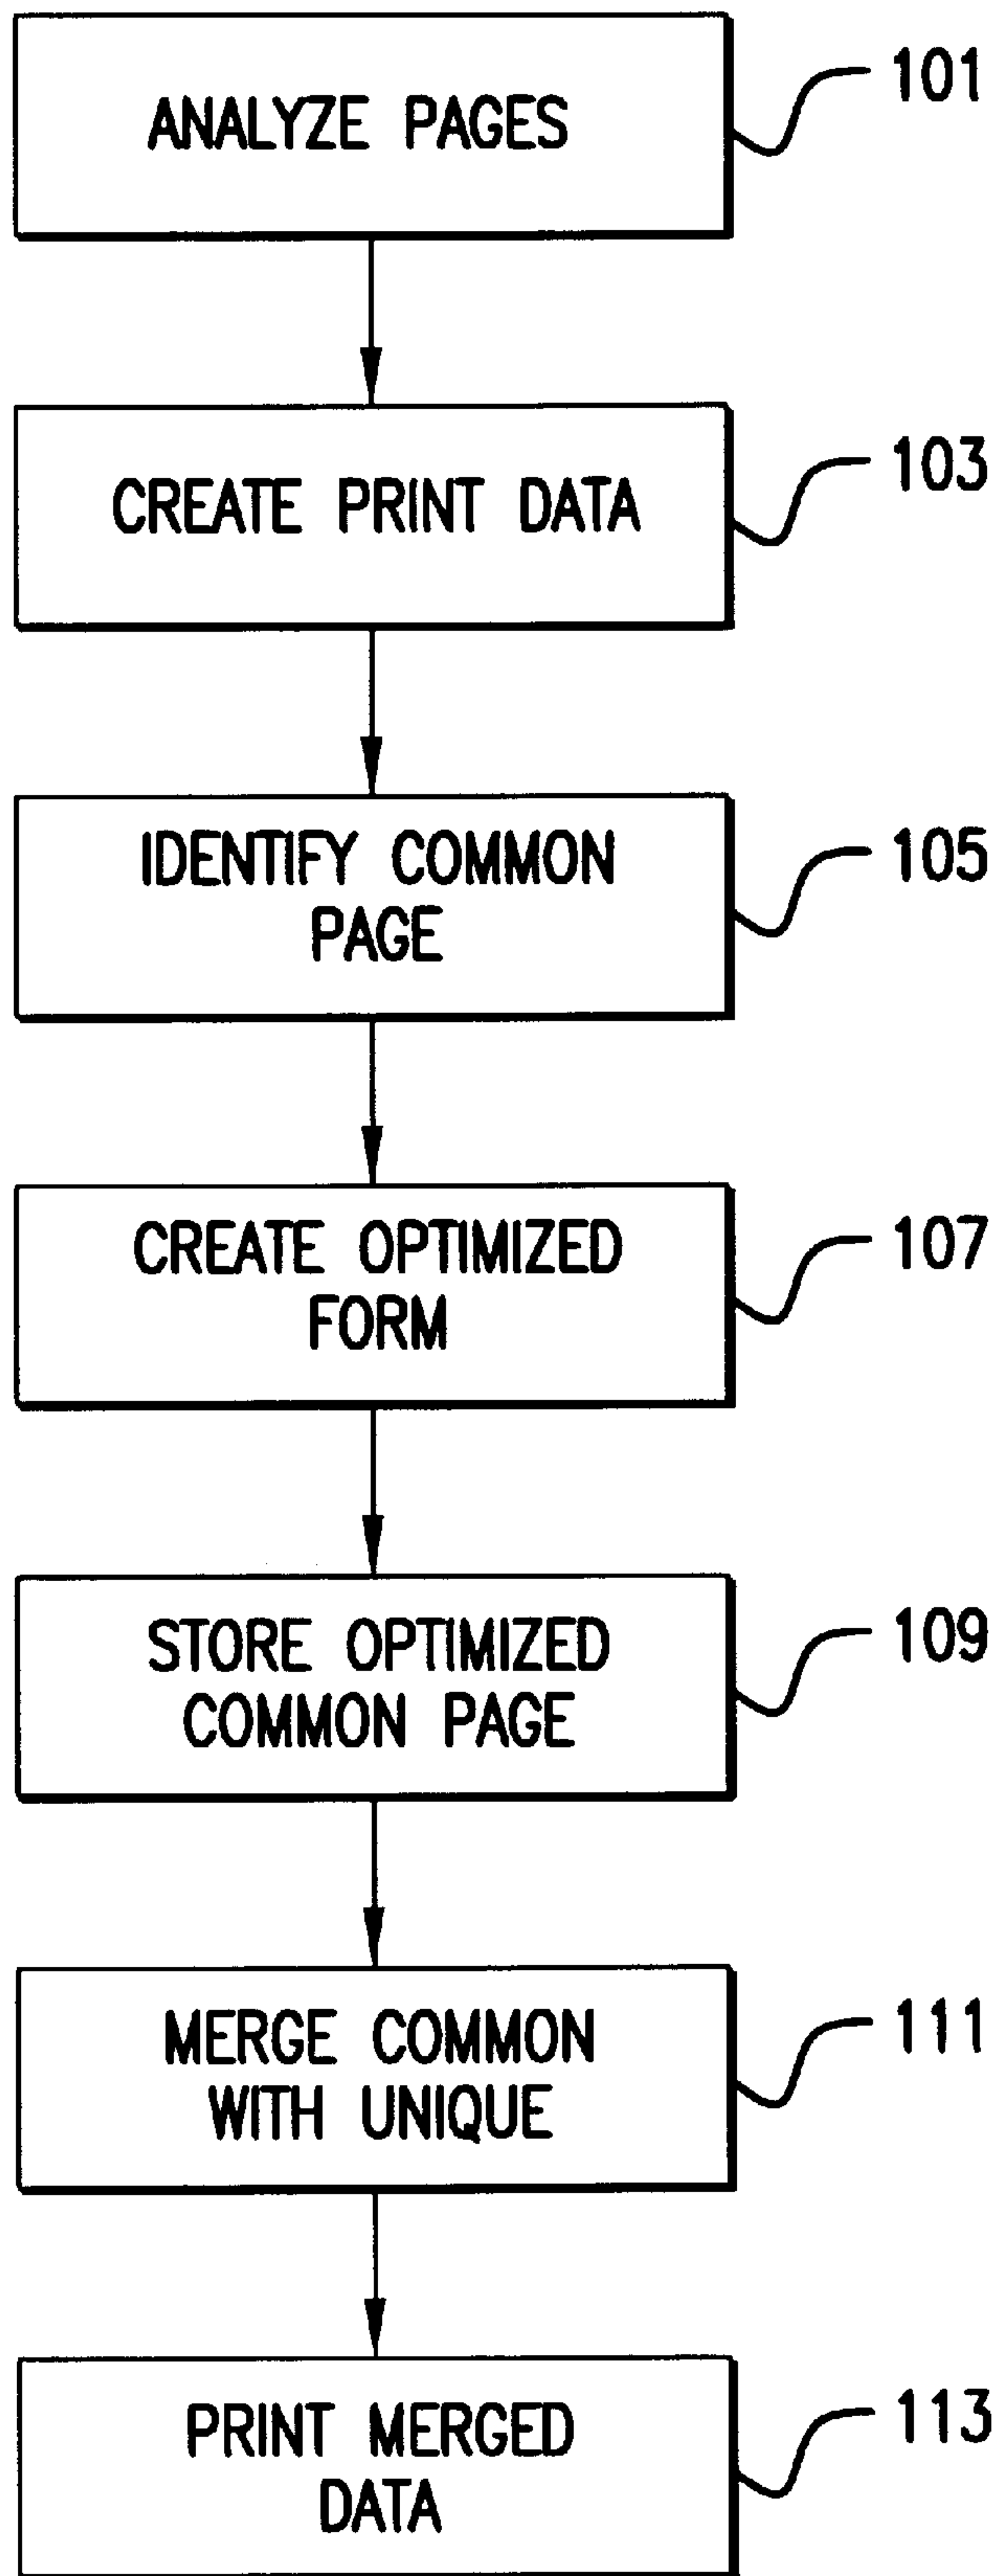 ANALYZE PAGES
101
CREATE PRINT DATA
103
IDENTIFY COMMON
PAGE
105
CREATE OPTIMIZED
FORM
107
STORE OPTIMIZED
COMMON PAGE
109
MERGE COMMON
WITH UNIQUE
111
PRINT MERGED
DATA
113